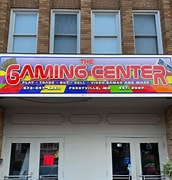 THE
GAMING CENTER
PLAY - TRADE - BUY - SELL - VIDEO GAMES AND MORE
PERRYVILLE, MO